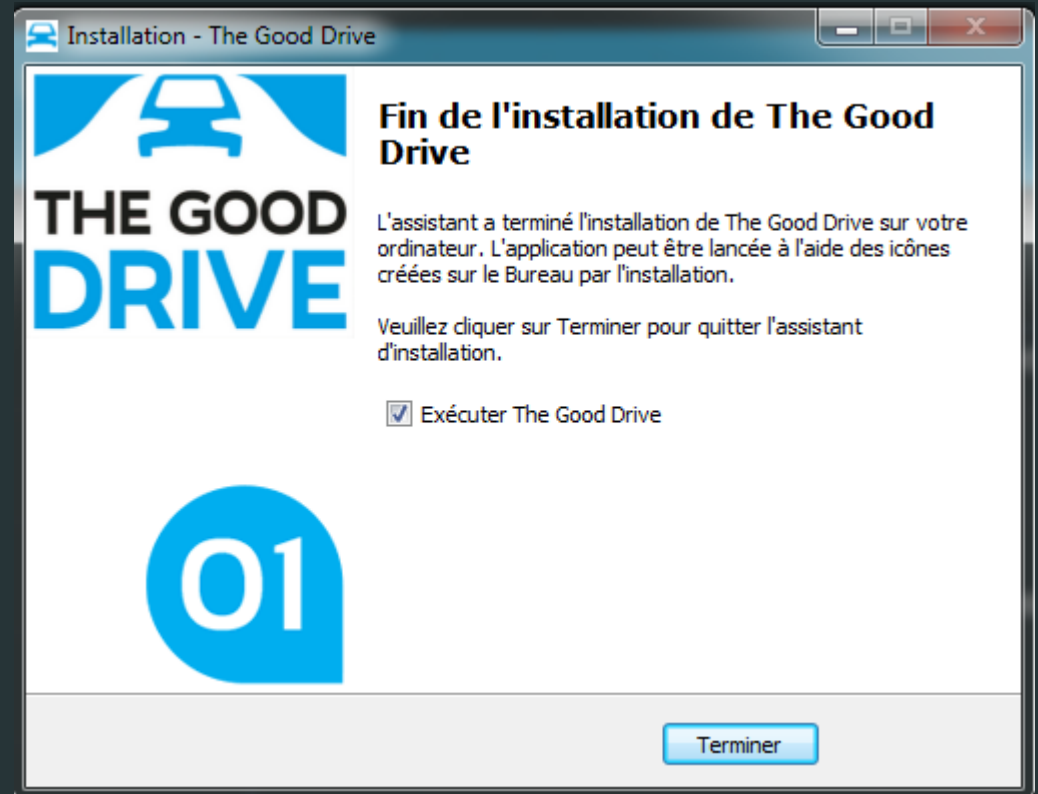 Installation - The Good Drive
THE GOOD
DRIVE
Fin de l'installation de The Good
Drive
L'assistant a terminé l'installation de The Good Drive sur votre
ordinateur. L'application peut être lancée à l'aide des icônes
créées sur le Bureau par l'installation.
Veuillez cliquer sur Terminer pour quitter l'assistant
d'installation.
Exécuter The Good Drive
01
Terminer